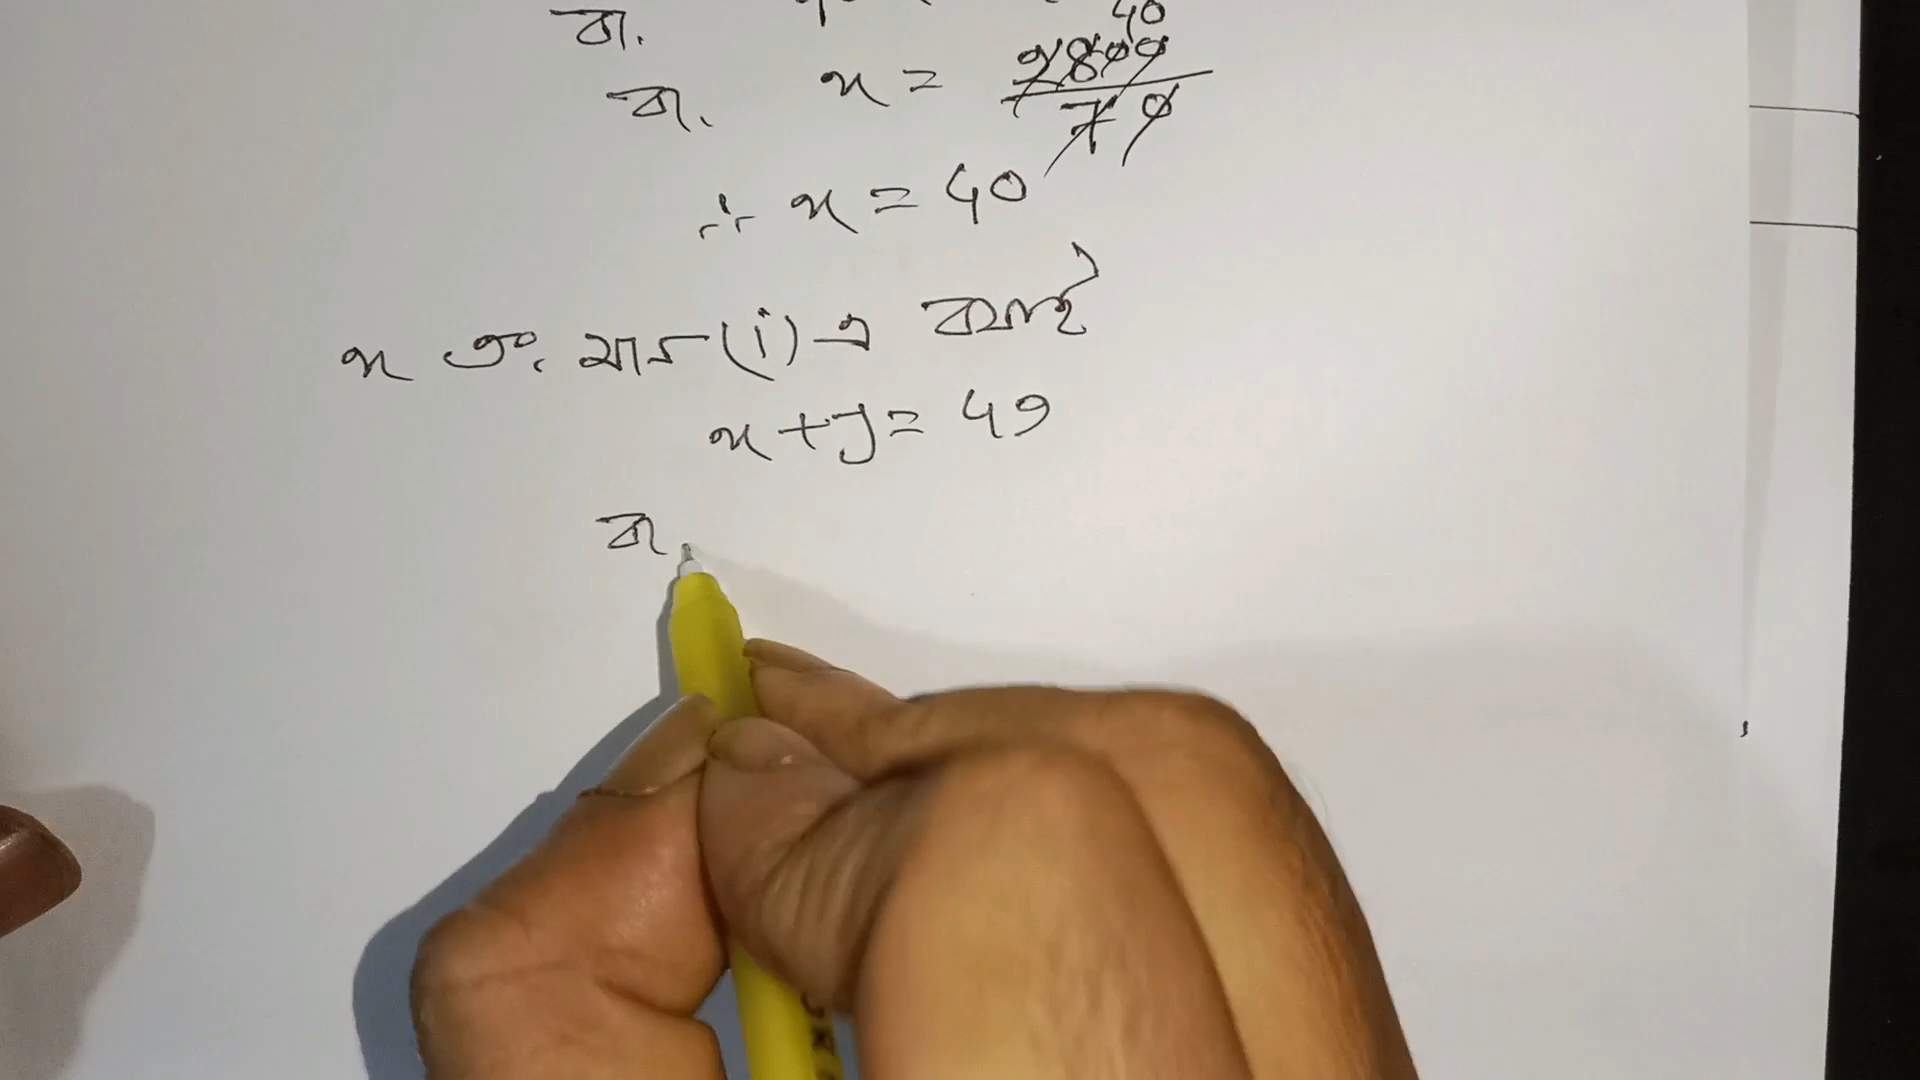 বা,
40
বা, x = 2800/70
∴ x = 40
x এর মান (i) এ বসাই
x + y = 49
বা,